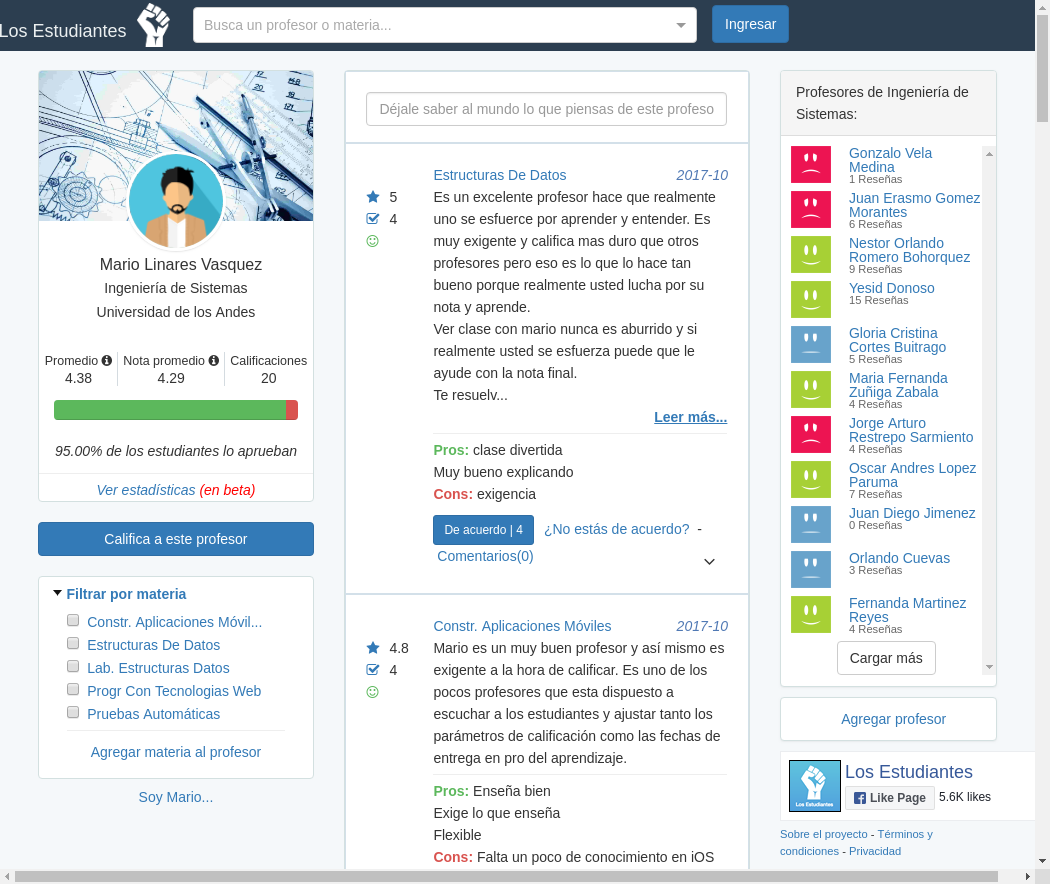 Los Estudiantes
Busca un profesor o materia...
Ingresar
Mario Linares Vasquez
Ingeniería de Sistemas
Universidad de los Andes
Promedio Nota promedio Calificaciones
4.38 4.29 20
95.00% de los estudiantes lo aprueban
Ver estadísticas (en beta)
Califica a este profesor
Filtrar por materia
Constr. Aplicaciones Móvil...
Estructuras De Datos
Lab. Estructuras Datos
Progr Con Tecnologias Web
Pruebas Automáticas
Agregar materia al profesor
Soy Mario...
Déjale saber al mundo lo que piensas de este profeso
Estructuras De Datos 2017-10
5
4
Es un excelente profesor hace que realmente
uno se esfuerce por aprender y entender. Es
muy exigente y califica mas duro que otros
profesores pero eso es lo que lo hace tan
bueno porque realmente usted lucha por su
nota y aprende.
Ver clase con mario nunca es aburrido y si
realmente usted se esfuerza puede que le
ayude con la nota final.
Te resuelv...
Leer más...
Pros: clase divertida
Muy bueno explicando
Cons: exigencia
De acuerdo | 4 ¿No estás de acuerdo? -
Comentarios(0)
Constr. Aplicaciones Móviles 2017-10
4.8
4
Mario es un muy buen profesor y así mismo es
exigente a la hora de calificar. Es uno de los
pocos profesores que esta dispuesto a
escuchar a los estudiantes y ajustar tanto los
parámetros de calificación como las fechas de
entrega en pro del aprendizaje.
Pros: Enseña bien
Exige lo que enseña
Flexible
Cons: Falta un poco de conocimiento en iOS
Profesores de Ingeniería de
Sistemas:
Gonzalo Vela
Medina
1 Reseñas
Juan Erasmo Gomez
Morantes
6 Reseñas
Nestor Orlando
Romero Bohorquez
9 Reseñas
Yesid Donoso
15 Reseñas
Gloria Cristina
Cortes Buitrago
5 Reseñas
Maria Fernanda
Zuñiga Zabala
4 Reseñas
Jorge Arturo
Restrepo Sarmiento
4 Reseñas
Oscar Andres Lopez
Paruma
7 Reseñas
Juan Diego Jimenez
0 Reseñas
Orlando Cuevas
3 Reseñas
Fernanda Martinez
Reyes
4 Reseñas
Cargar más
Agregar profesor
Los Estudiantes
Los Estudiantes
Like Page 5.6K likes
Sobre el proyecto - Términos y
condiciones - Privacidad